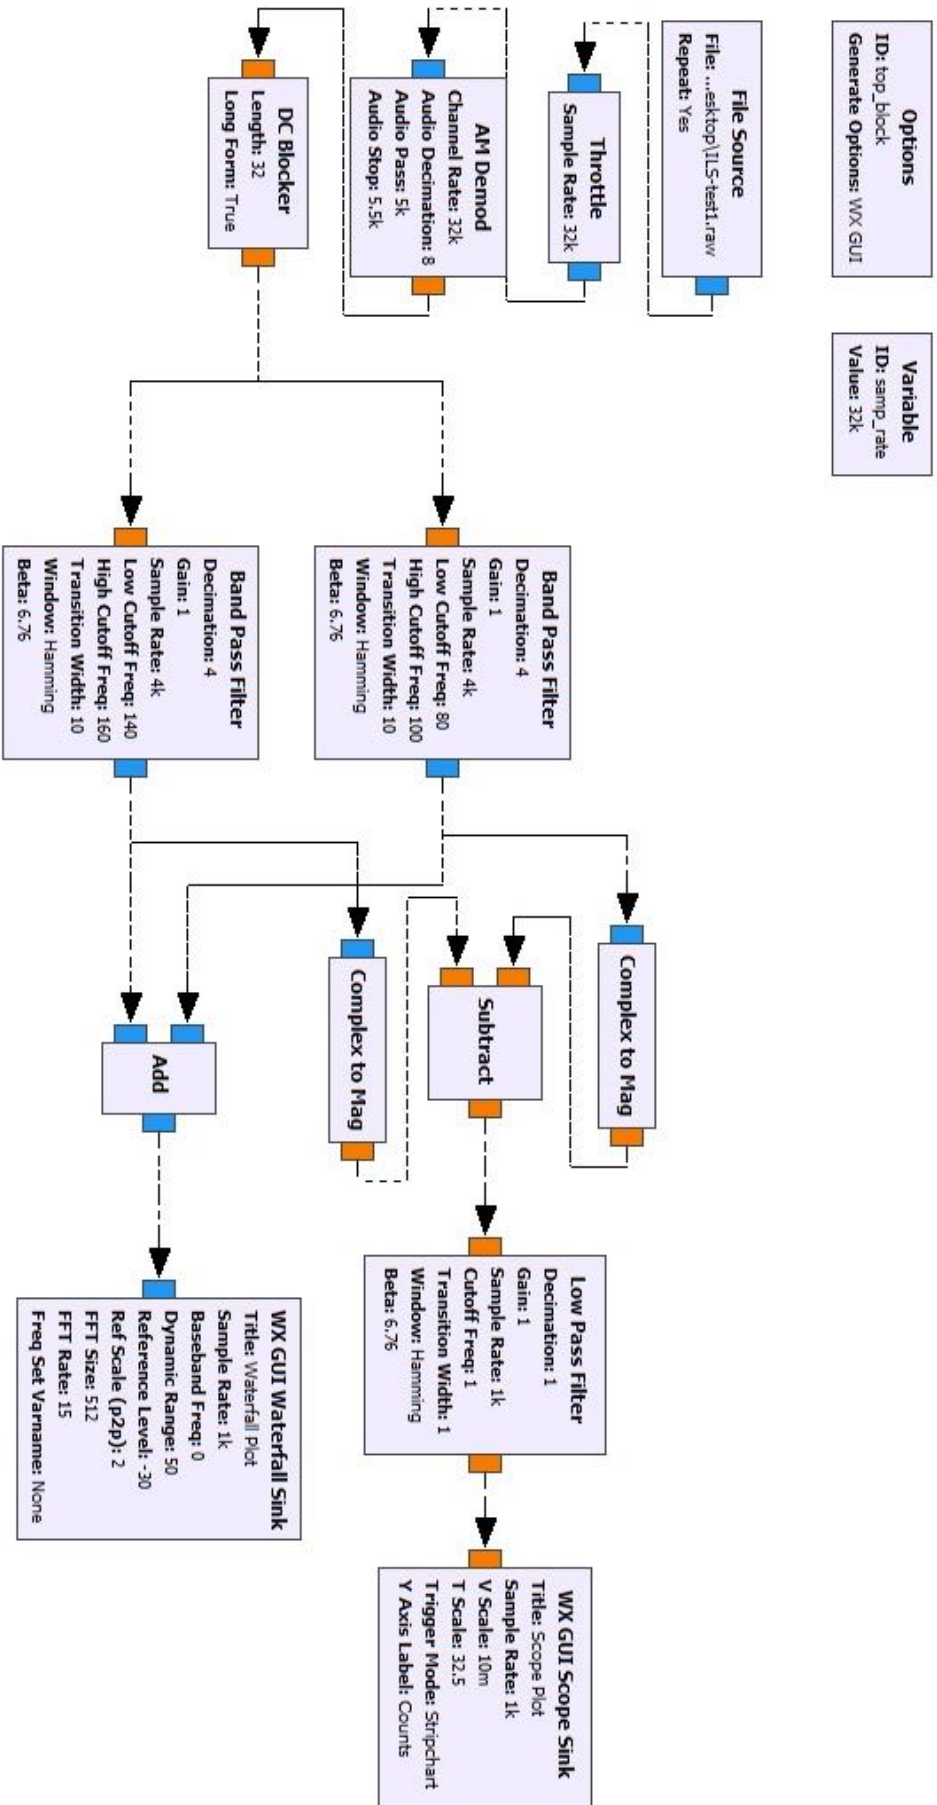 Options
ID: top_block
Generate Options: WX GUI
Variable
ID: samp_rate
Value: 32k
File Source
File: ...esktop\ILS-test1.raw
Repeat: Yes
Throttle
Sample Rate: 32k
AM Demod
Channel Rate: 32k
Audio Decimation: 8
Audio Pass: 5k
Audio Stop: 5.5k
DC Blocker
Length: 32
Long Form: True
Band Pass Filter
Decimation: 4
Gain: 1
Sample Rate: 4k
Low Cutoff Freq: 80
High Cutoff Freq: 100
Transition Width: 10
Window: Hamming
Beta: 6.76
Band Pass Filter
Decimation: 4
Gain: 1
Sample Rate: 4k
Low Cutoff Freq: 140
High Cutoff Freq: 160
Transition Width: 10
Window: Hamming
Beta: 6.76
Complex to Mag
Subtract
Complex to Mag
Add
Low Pass Filter
Decimation: 1
Gain: 1
Sample Rate: 1k
Cutoff Freq: 1
Transition Width: 1
Window: Hamming
Beta: 6.76
WX GUI Waterfall Sink
Title: Waterfall Plot
Sample Rate: 1k
Baseband Freq: 0
Dynamic Range: 50
Reference Level: -30
Ref Scale (p2p): 2
FFT Size: 512
FFT Rate: 15
Freq Set Varname: None
WX GUI Scope Sink
Title: Scope Plot
Sample Rate: 1k
V Scale: 10m
T Scale: 32.5
Trigger Mode: Stripchart
Y Axis Label: Counts